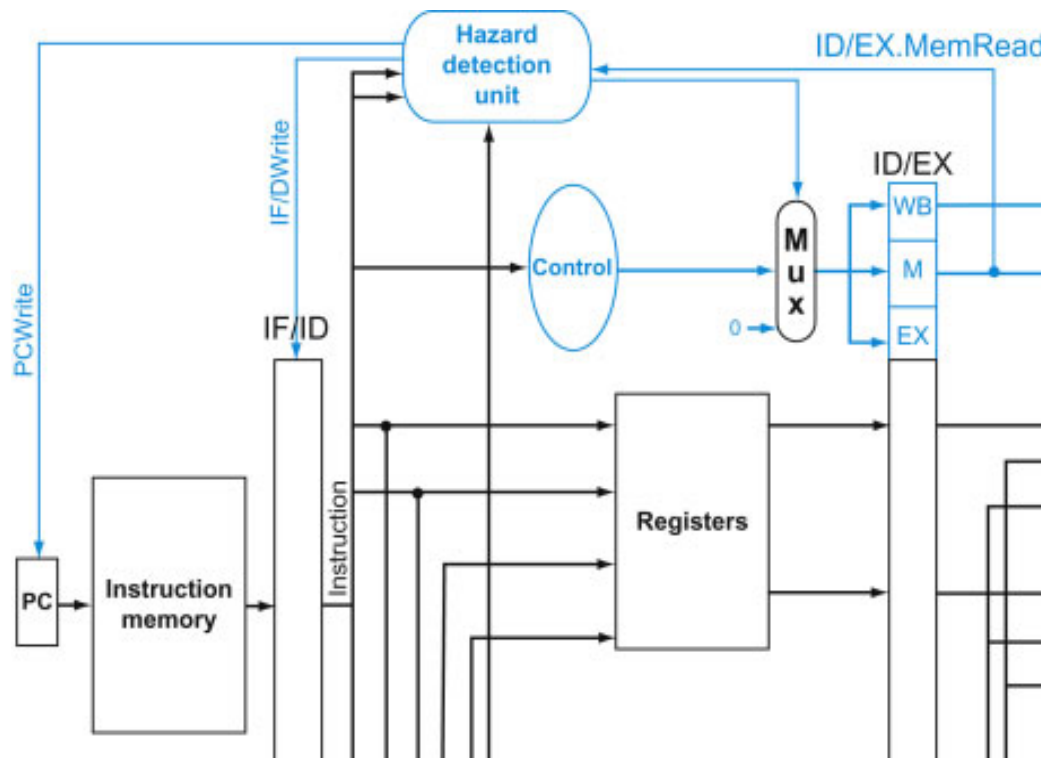 Hazard
detection
unit
ID/EX.MemRead
IF/DWrite
PCWrite
ID/EX
WB
M
EX
Control
M
u
x
0
IF/ID
Instruction
Registers
PC
Instruction
memory